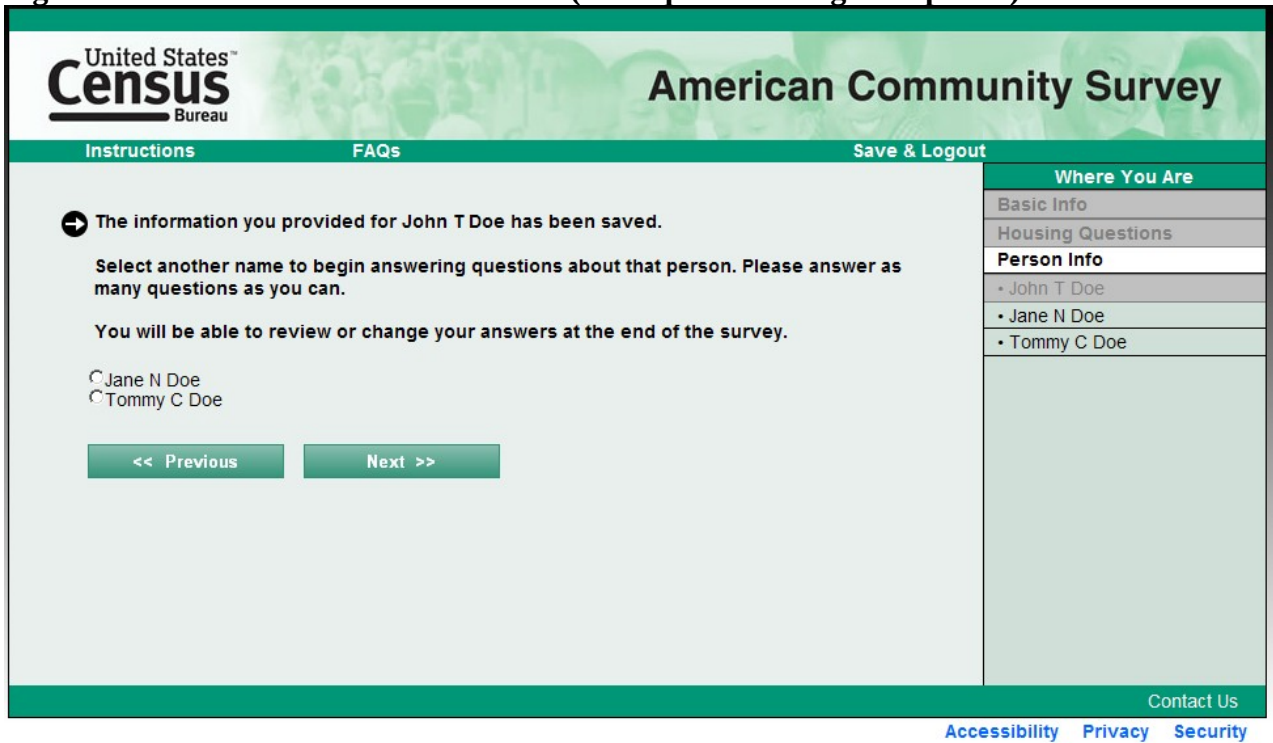 United States™
Census
Bureau
American Community Survey
Instructions FAQs Save & Logout
Where You Are
Basic Info
Housing Questions
Person Info
• John T Doe
• Jane N Doe
• Tommy C Doe
The information you provided for John T Doe has been saved.
Select another name to begin answering questions about that person. Please answer as
many questions as you can.
You will be able to review or change your answers at the end of the survey.
Jane N Doe
Tommy C Doe
<< Previous Next >>
Contact Us
Accessibility Privacy Security